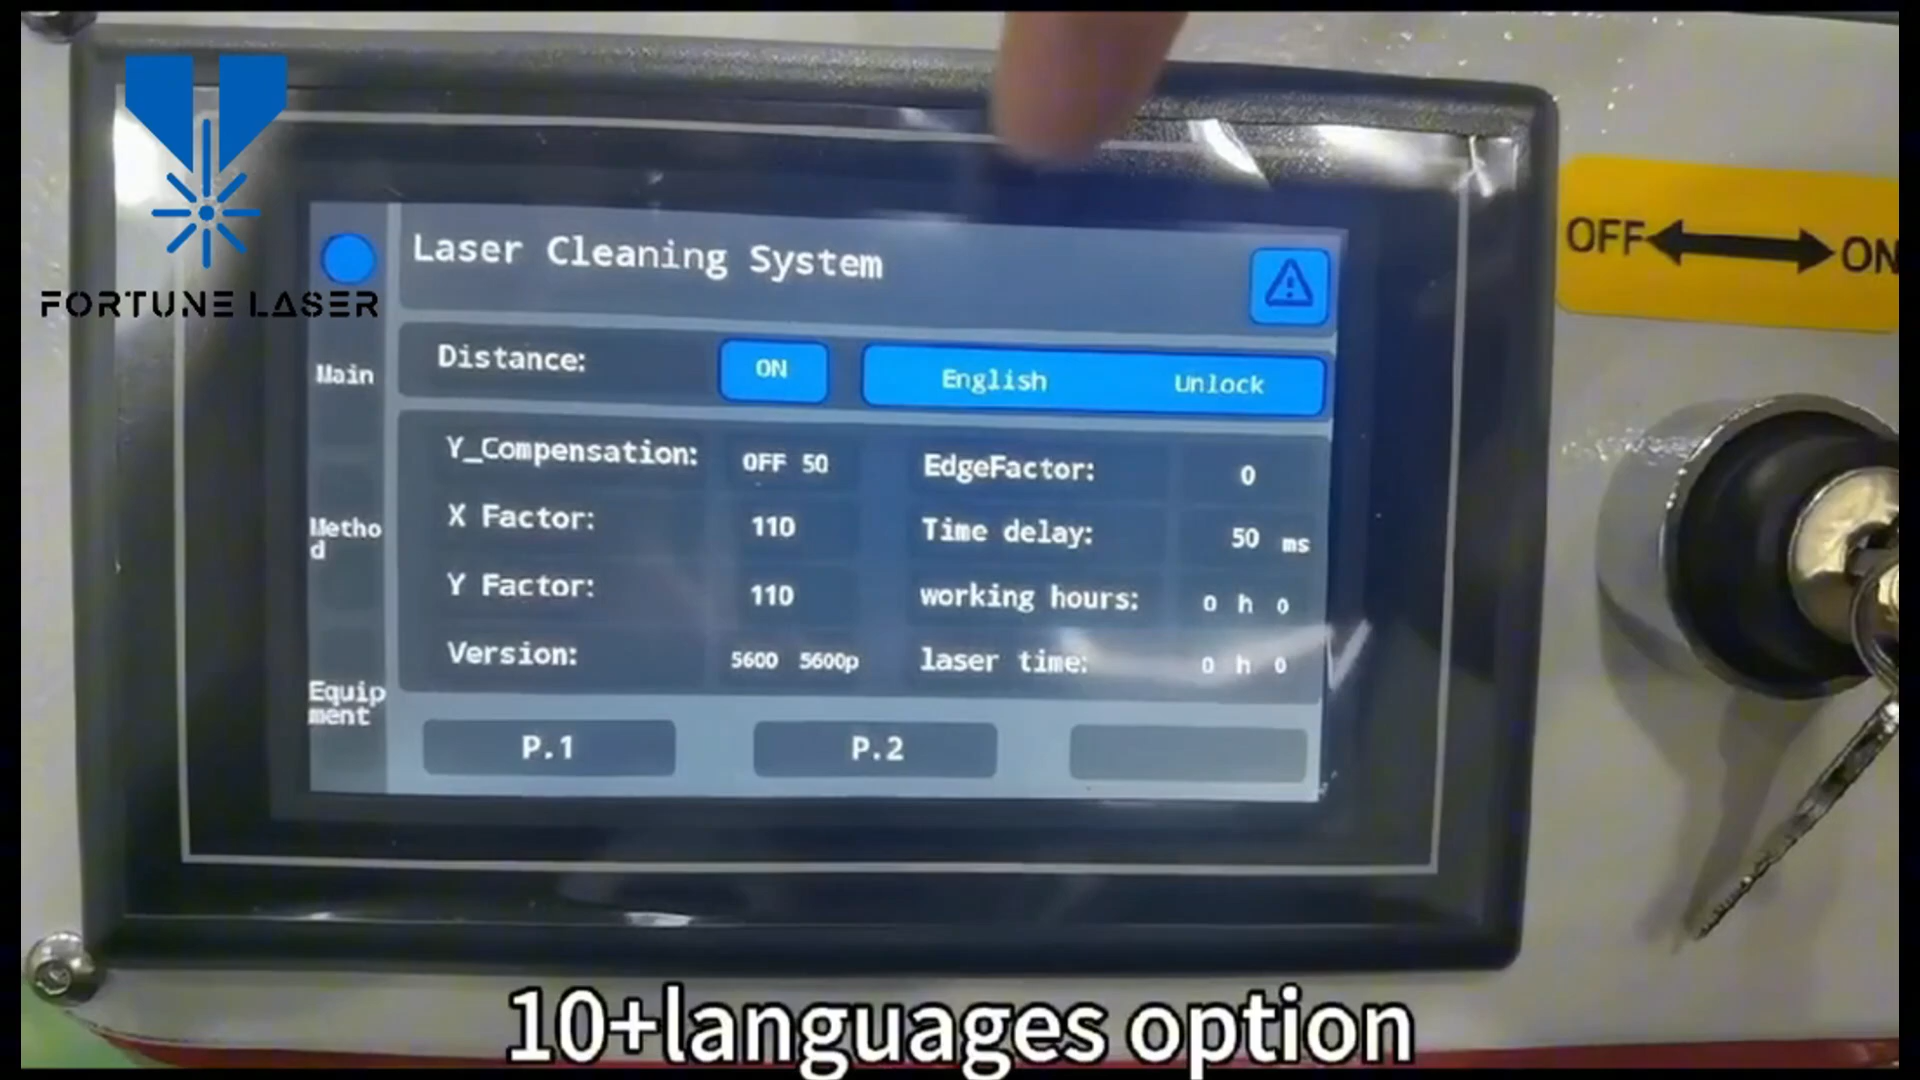 FORTUNE LASER
Laser Cleaning System
OFF ON
Main
Distance: ON English Unlock
Y_Compensation: OFF 50 EdgeFactor: 0
Metho
d
X Factor: 110 Time delay: 50 ms
Y Factor: 110 working hours: 0 h 0
Version: 5600 5600p laser time: 0 h 0
Equip
ment
P.1 P.2
10+languages option